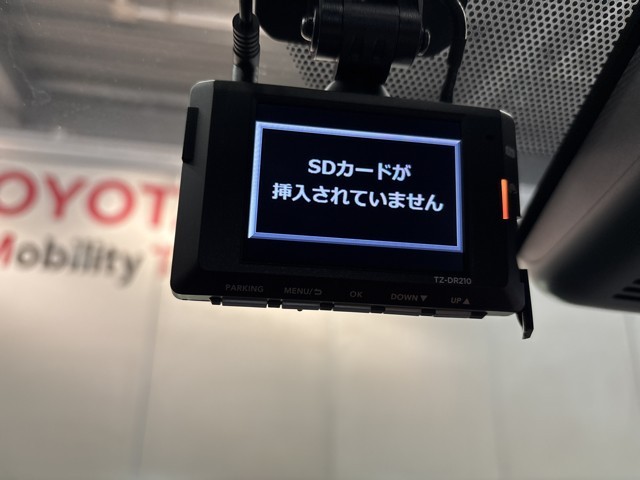 SDカードが
挿入されていません
TZ-DR210
PARKING
MENU/⮌
OK
DOWN▼
UP▲
OYOT
Mobility T